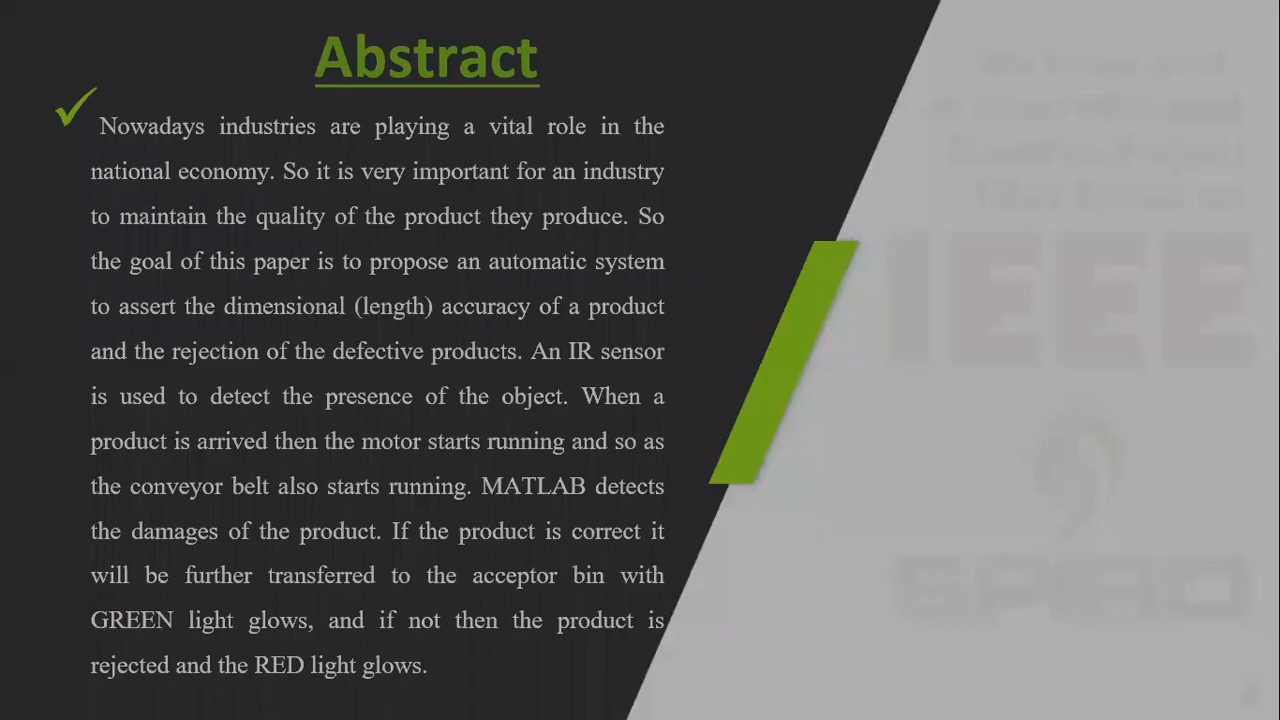 Abstract
Nowadays industries are playing a vital role in the
national economy. So it is very important for an industry
to maintain the quality of the product they produce. So
the goal of this paper is to propose an automatic system
to assert the dimensional (length) accuracy of a product
and the rejection of the defective products. An IR sensor
is used to detect the presence of the object. When a
product is arrived then the motor starts running and so as
the conveyor belt also starts running. MATLAB detects
the damages of the product. If the product is correct it
will be further transferred to the acceptor bin with
GREEN light glows, and if not then the product is
rejected and the RED light glows.
IEEE
SPIRO